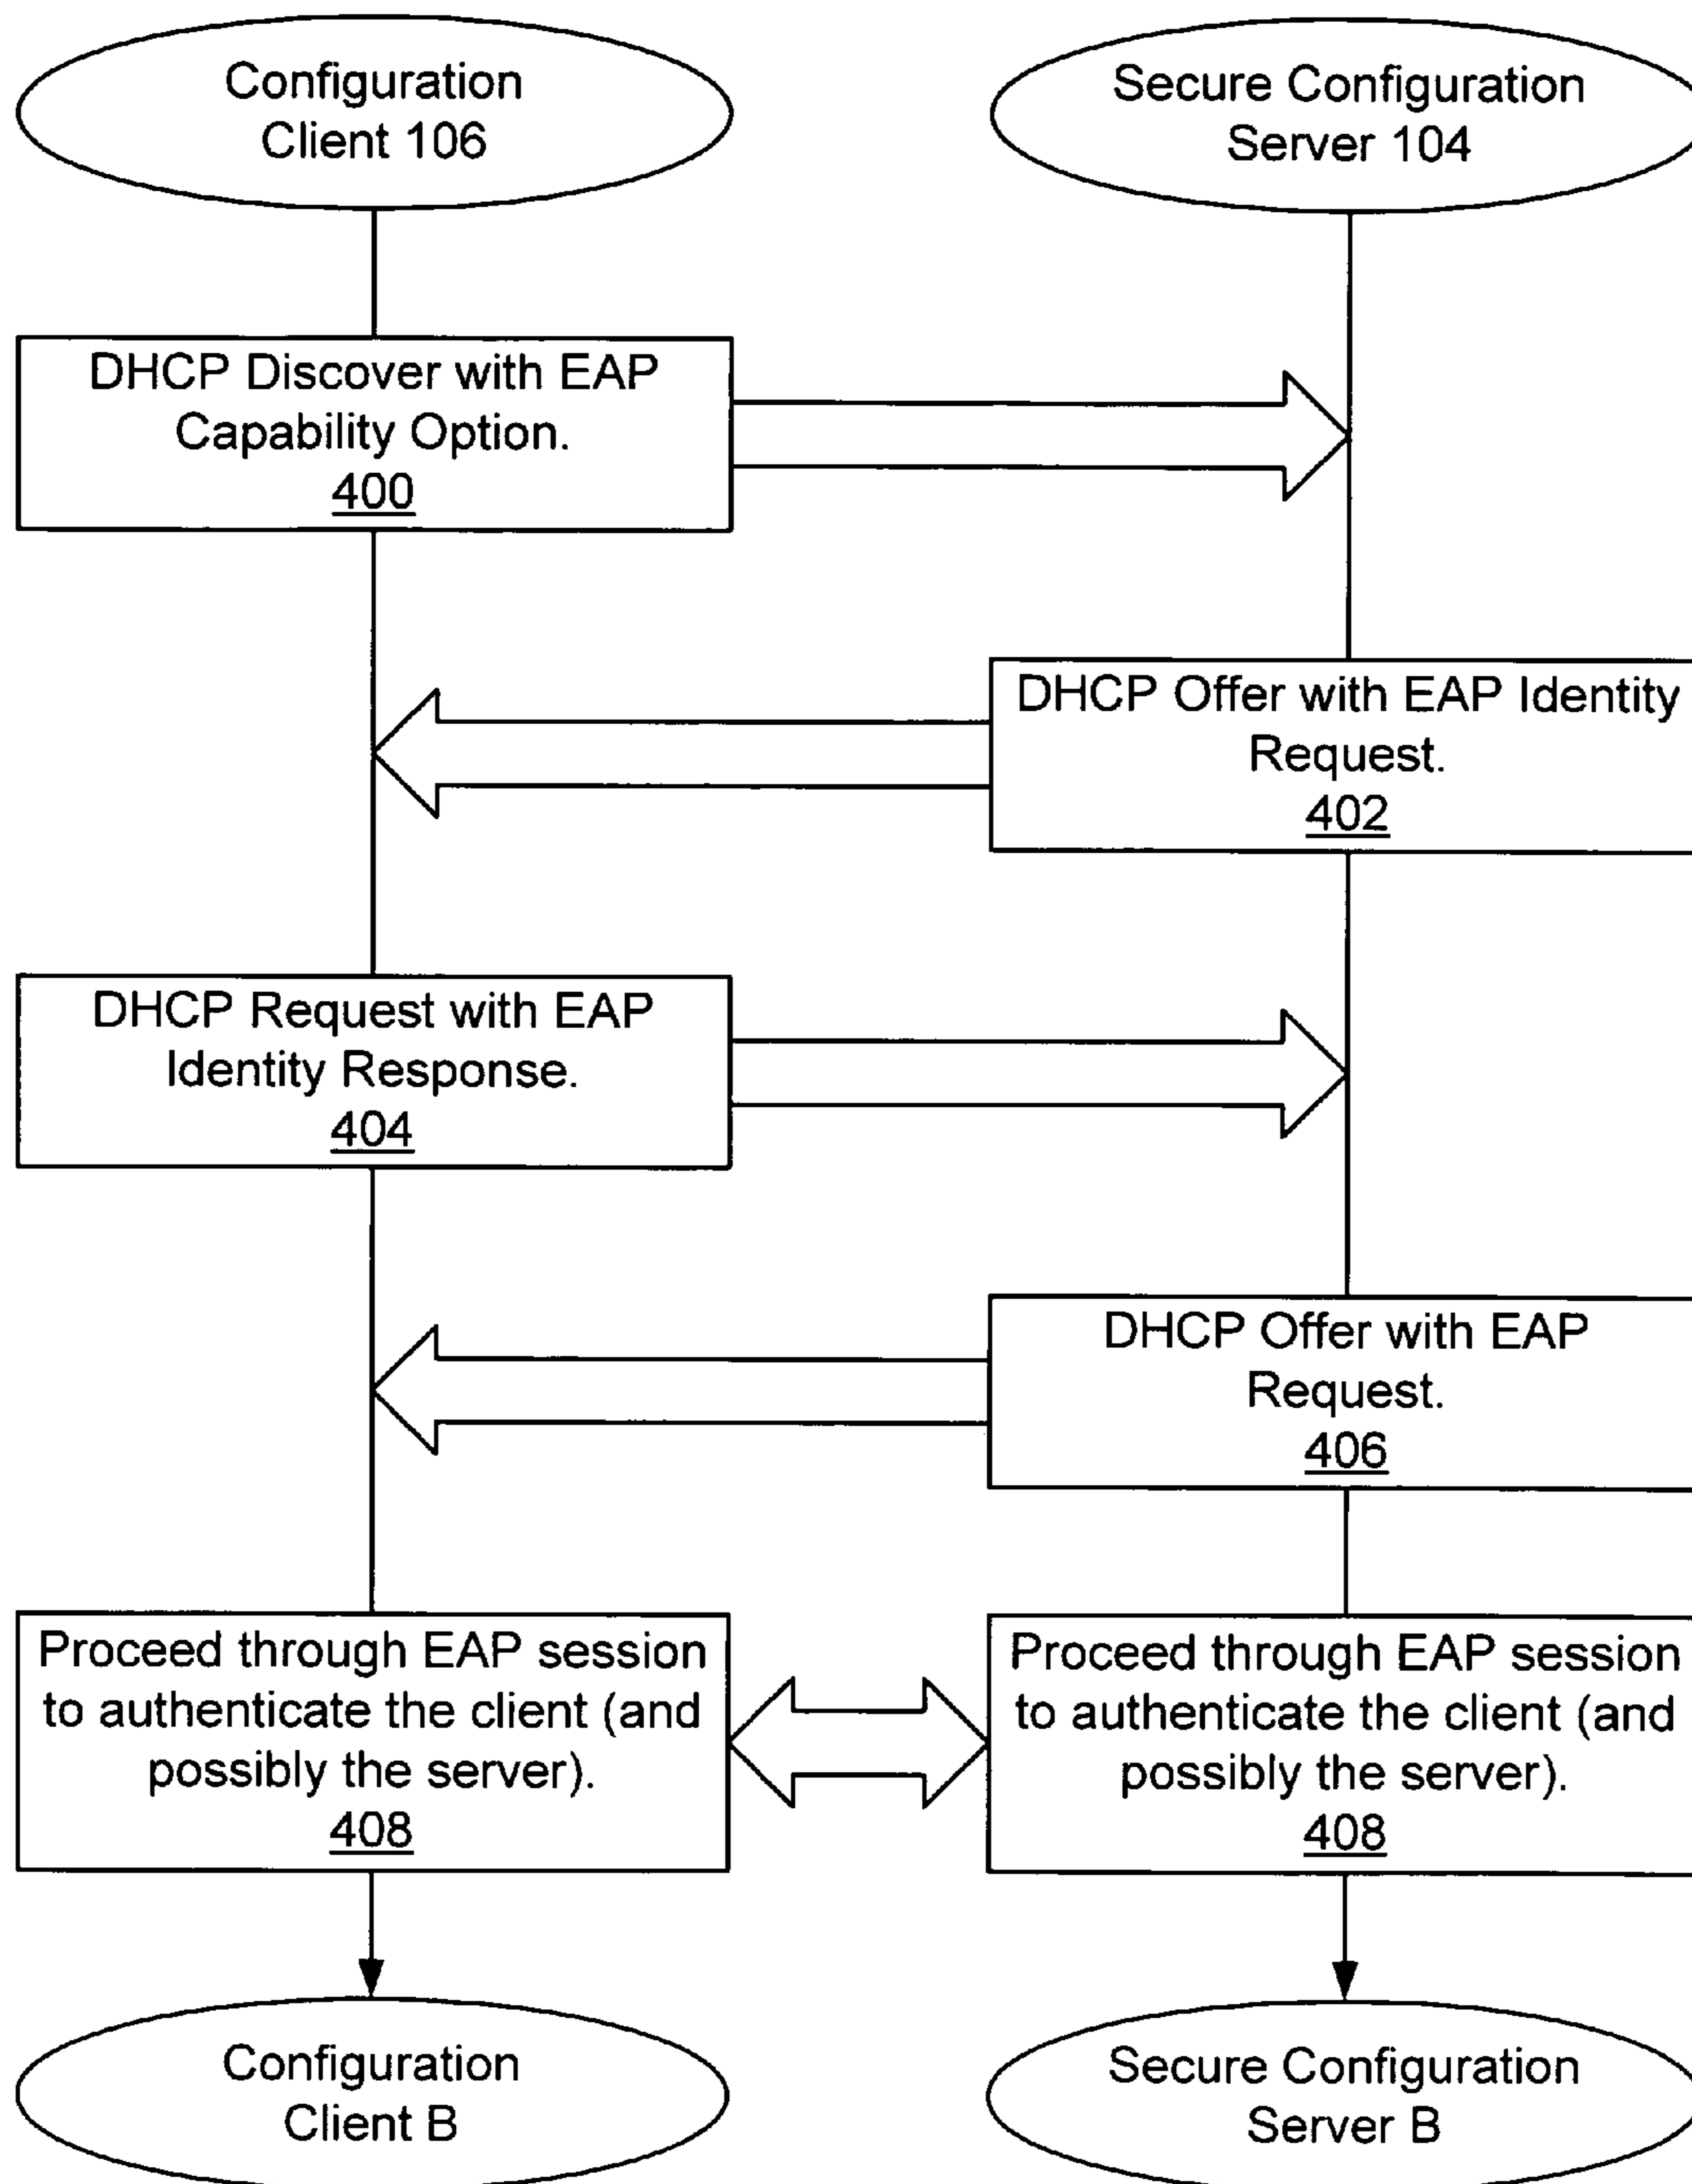 Configuration
Client 106
Secure Configuration
Server 104
DHCP Discover with EAP
Capability Option.
400
DHCP Offer with EAP Identity
Request.
402
DHCP Request with EAP
Identity Response.
404
DHCP Offer with EAP
Request.
406
Proceed through EAP session
to authenticate the client (and
possibly the server).
408
Proceed through EAP session
to authenticate the client (and
possibly the server).
408
Configuration
Client B
Secure Configuration
Server B